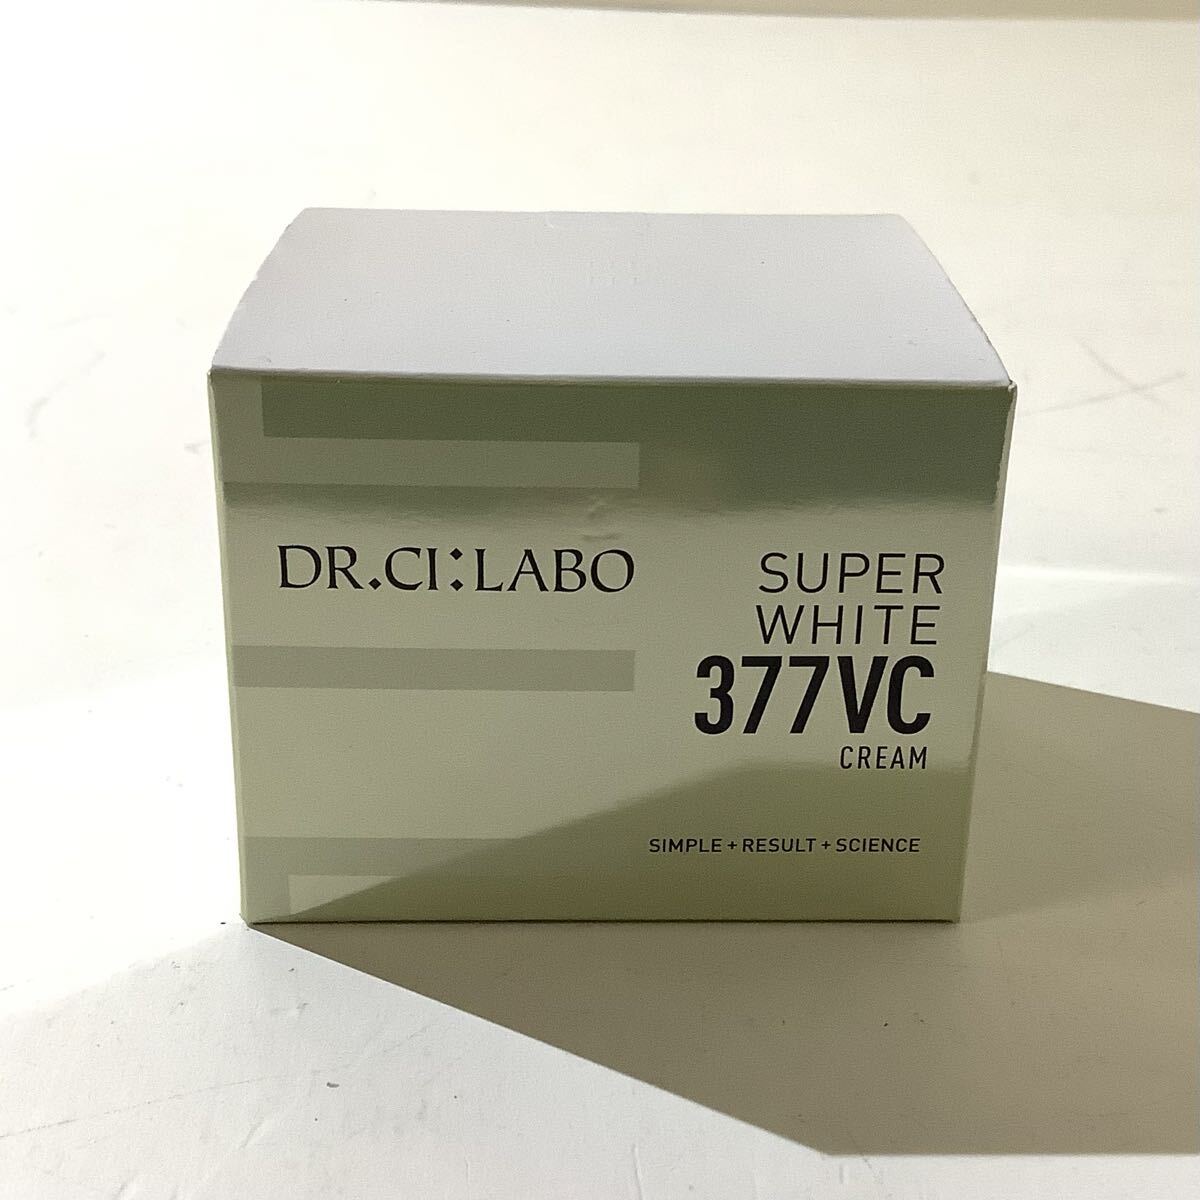 DR.CI:LABO
SUPER
WHITE
377VC
CREAM
SIMPLE+RESULT+SCIENCE